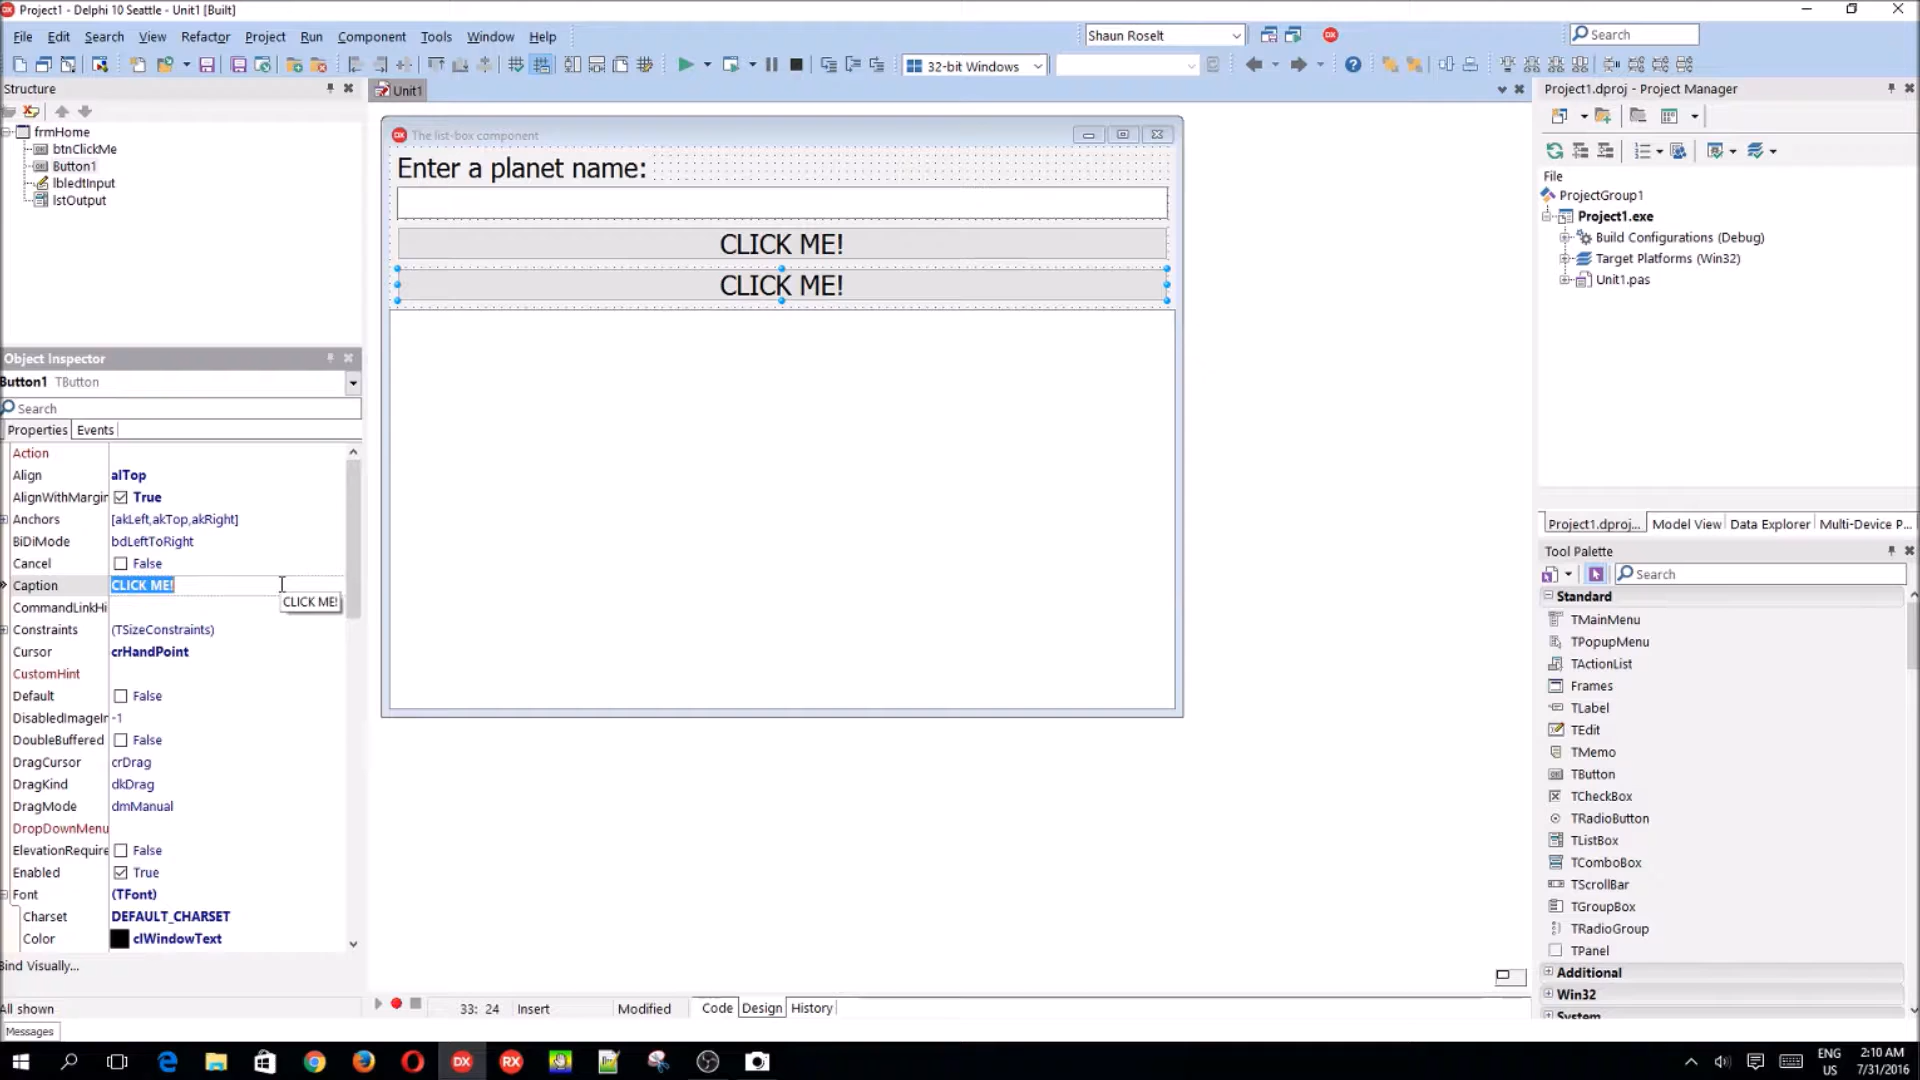 Project1 - Delphi 10 Seattle - Unit1 [Built]
File Edit Search View Refactor Project Run Component Tools Window Help
Shaun Roselt
Search
32-bit Windows
Structure
frmHome
btnClickMe
Button1
lbledtInput
lstOutput
Object Inspector
Button1 TButton
Search
Properties Events
Action
Align alTop
AlignWithMargin True
Anchors [akLeft,akTop,akRight]
BiDiMode bdLeftToRight
Cancel False
Caption CLICK ME!
CLICK ME!
CommandLinkHi
Constraints (TSizeConstraints)
Cursor crHandPoint
CustomHint
Default False
DisabledImageIr -1
DoubleBuffered False
DragCursor crDrag
DragKind dkDrag
DragMode dmManual
DropDownMenu
ElevationRequire False
Enabled True
Font (TFont)
Charset DEFAULT_CHARSET
Color clWindowText
Bind Visually...
All shown
Messages
Unit1
The list-box component
Enter a planet name:
CLICK ME!
CLICK ME!
33: 24 Insert Modified Code Design History
Project1.dproj - Project Manager
File
ProjectGroup1
Project1.exe
Build Configurations (Debug)
Target Platforms (Win32)
Unit1.pas
Project1.dproj... Model View Data Explorer Multi-Device P...
Tool Palette
Search
Standard
TMainMenu
TPopupMenu
TActionList
Frames
TLabel
TEdit
TMemo
TButton
TCheckBox
TRadioButton
TListBox
TComboBox
TScrollBar
TGroupBox
TRadioGroup
TPanel
Additional
Win32
System
DX RX
ENG
US
2:10 AM
7/31/2016